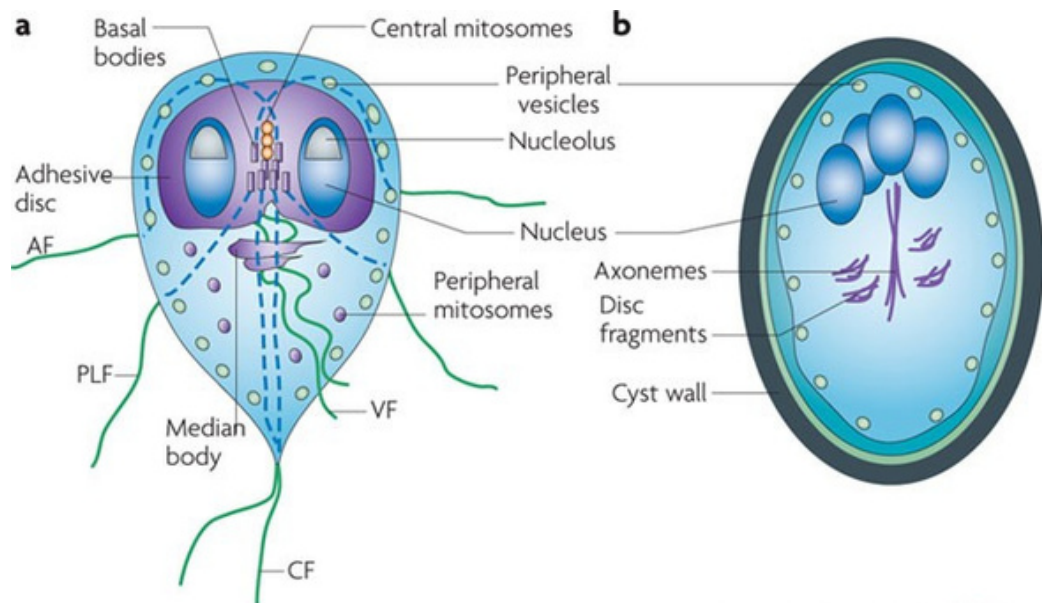 a
Basal
bodies
Central mitosomes
b
Peripheral
vesicles
Nucleolus
Adhesive
disc
Nucleus
AF
Axonemes
Peripheral
mitosomes
Disc
fragments
PLF
Cyst wall
VF
Median
body
CF